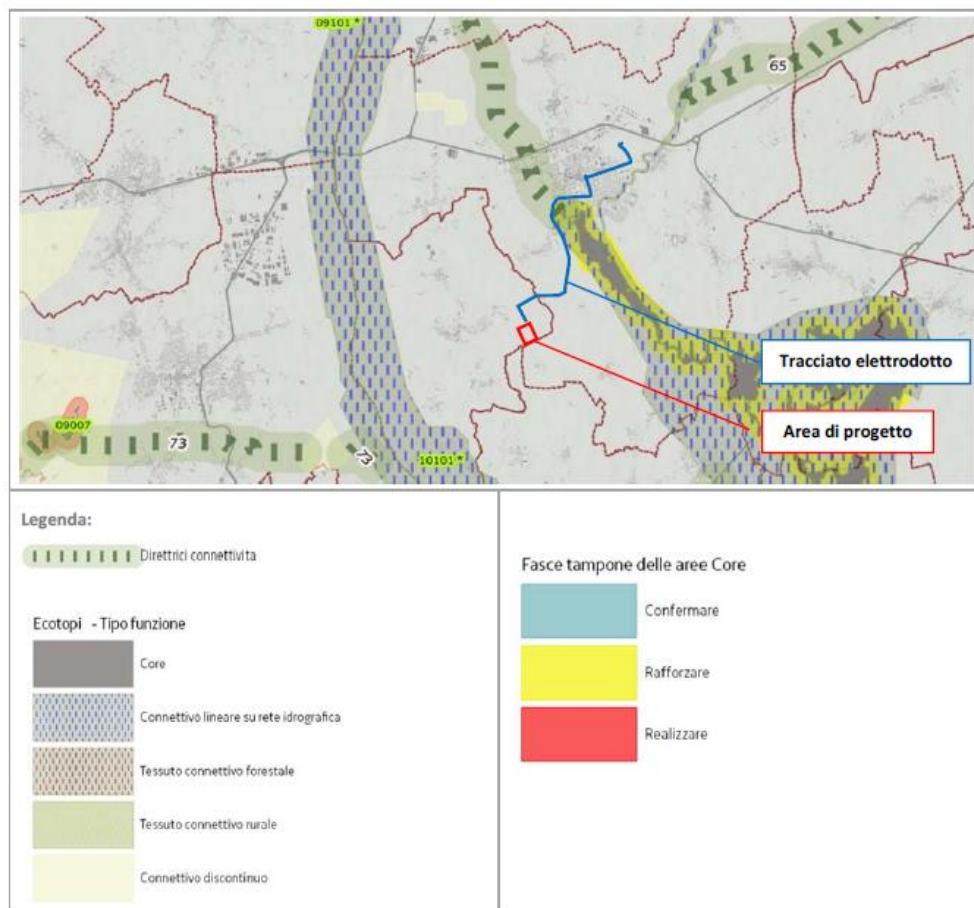 09101 *
65
Tracciato elettrodotto
Area di progetto
09007
73
73
10101 *
Legenda:
Direttrici connettivita
Ecotopi - Tipo funzione
Core
Connettivo lineare su rete idrografica
Tessuto connettivo forestale
Tessuto connettivo rurale
Connettivo discontinuo
Fasce tampone delle aree Core
Confermare
Rafforzare
Realizzare